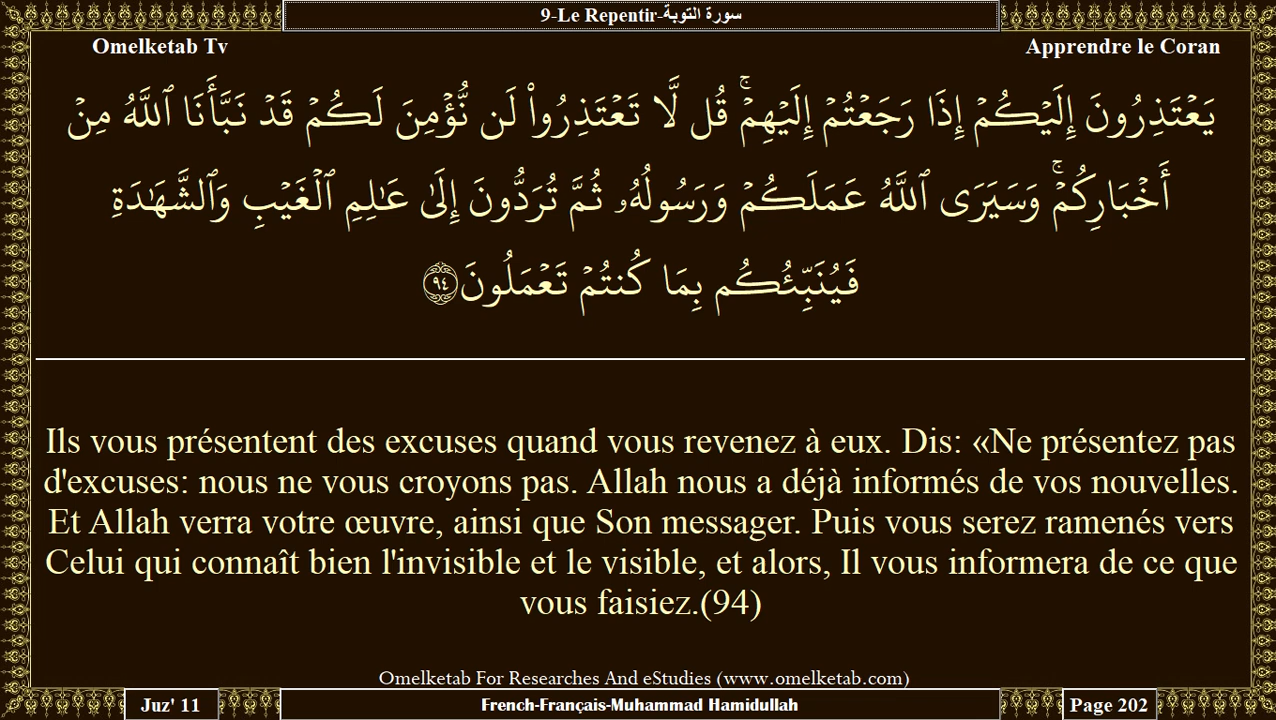 9-Le Repentir-سورة التوبة
Omelketab Tv
Apprendre le Coran
يَعۡتَذِرُونَ إِلَيۡكُمۡ إِذَا رَجَعۡتُمۡ إِلَيۡهِمۡۚ قُل لَّا تَعۡتَذِرُواْ لَن نُّؤۡمِنَ لَكُمۡ قَدۡ نَبَّأَنَا ٱللَّهُ مِنۡ
أَخۡبَارِكُمۡۚ وَسَيَرَى ٱللَّهُ عَمَلَكُمۡ وَرَسُولُهُۥ ثُمَّ تُرَدُّونَ إِلَىٰ عَٰلِمِ ٱلۡغَيۡبِ وَٱلشَّهَٰدَةِ
فَيُنَبِّئُكُم بِمَا كُنتُمۡ تَعۡمَلُونَ ٩٤
Ils vous présentent des excuses quand vous revenez à eux. Dis: «Ne présentez pas
d'excuses: nous ne vous croyons pas. Allah nous a déjà informés de vos nouvelles.
Et Allah verra votre œuvre, ainsi que Son messager. Puis vous serez ramenés vers
Celui qui connaît bien l'invisible et le visible, et alors, Il vous informera de ce que
vous faisiez.(94)
Omelketab For Researches And eStudies (www.omelketab.com)
Juz' 11
French-Français-Muhammad Hamidullah
Page 202